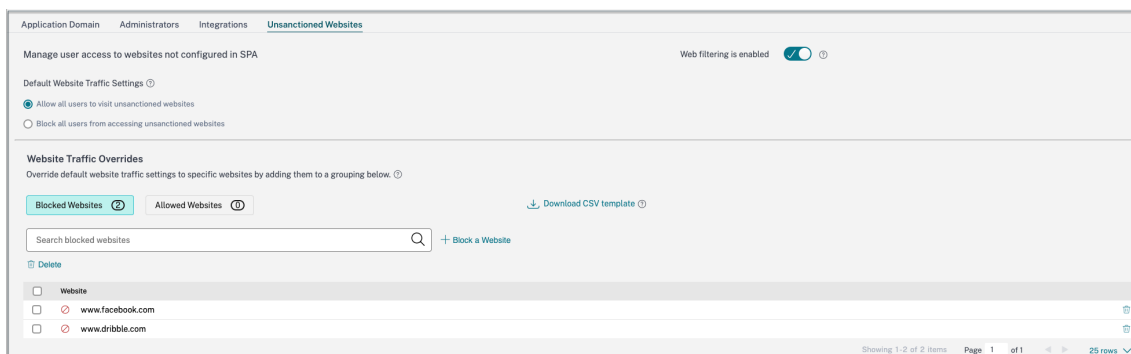 Application Domain Administrators Integrations Unsanctioned Websites
Manage user access to websites not configured in SPA Web filtering is enabled
Default Website Traffic Settings
Allow all users to visit unsanctioned websites
Block all users from accessing unsanctioned websites
Website Traffic Overrides
Override default website traffic settings to specific websites by adding them to a grouping below.
Blocked Websites 2 Allowed Websites 0 Download CSV template
Search blocked websites Block a Website
Delete
Website
www.facebook.com
www.dribble.com
Showing 1-2 of 2 items Page 1 of 1 25 rows